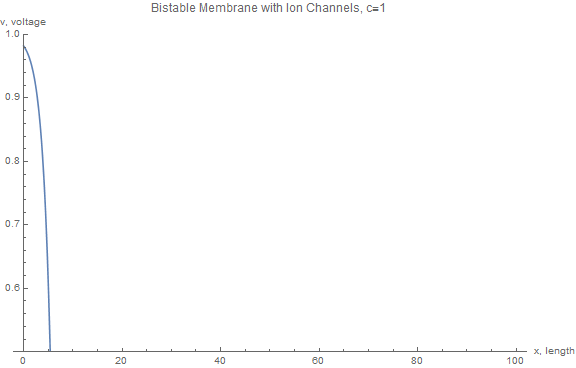 Bistable Membrane with Ion Channels, c=1
v, voltage
1.0
0.9
0.8
0.7
0.6
0 20 40 60 80 100
x, length